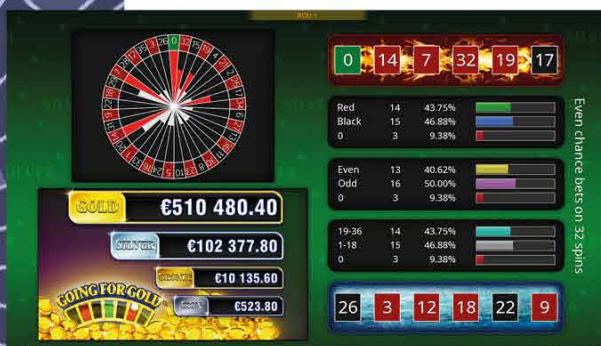 0 14 7 32 19 17
Red 14 43.75%
Black 15 46.88%
0 3 9.38%
Even 13 40.62%
Odd 16 50.00%
0 3 9.38%
19-36 14 43.75%
1-18 15 46.88%
0 3 9.38%
Even chance bets on 32 spins
26 3 12 18 22 9
GOLD €510 480.40
SILVER €102 377.80
€10 135.60
€523.80
GOING FOR GOLD